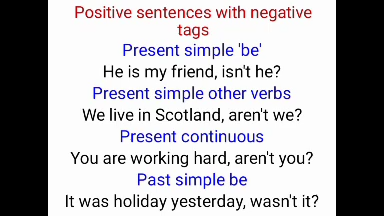 Positive sentences with negative
tags
Present simple 'be'
He is my friend, isn't he?
Present simple other verbs
We live in Scotland, aren't we?
Present continuous
You are working hard, aren't you?
Past simple be
It was holiday yesterday, wasn't it?